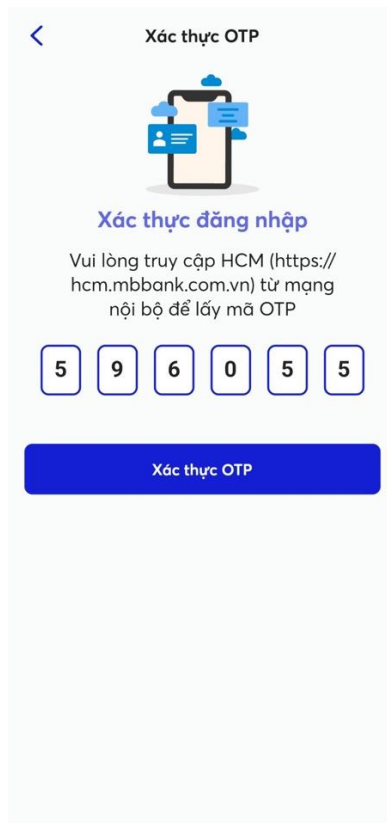 Xác thực OTP
Xác thực đăng nhập
Vui lòng truy cập HCM (https://
hcm.mbbank.com.vn) từ mạng
nội bộ để lấy mã OTP
5 9 6 0 5 5
Xác thực OTP